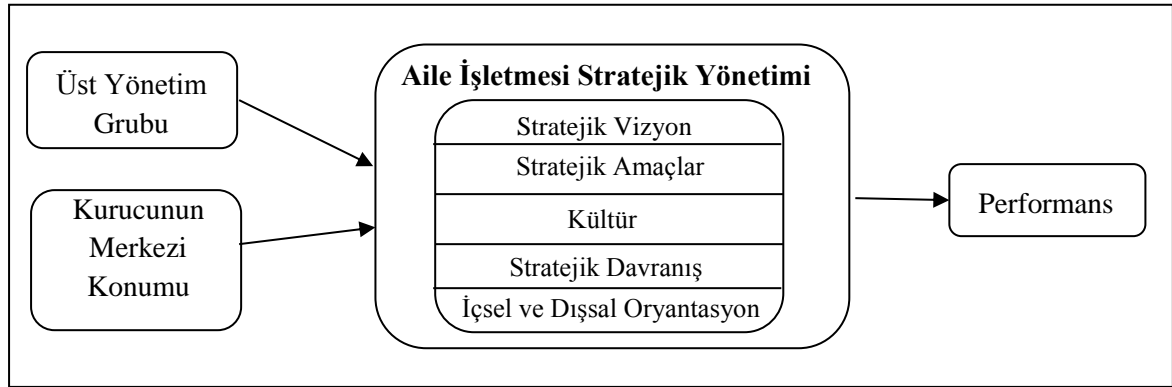 Üst Yönetim
Grubu
Kurucunun
Merkezi
Konumu
Aile İşletmesi Stratejik Yönetimi
Stratejik Vizyon
Stratejik Amaçlar
Kültür
Stratejik Davranış
İçsel ve Dışsal Oryantasyon
Performans